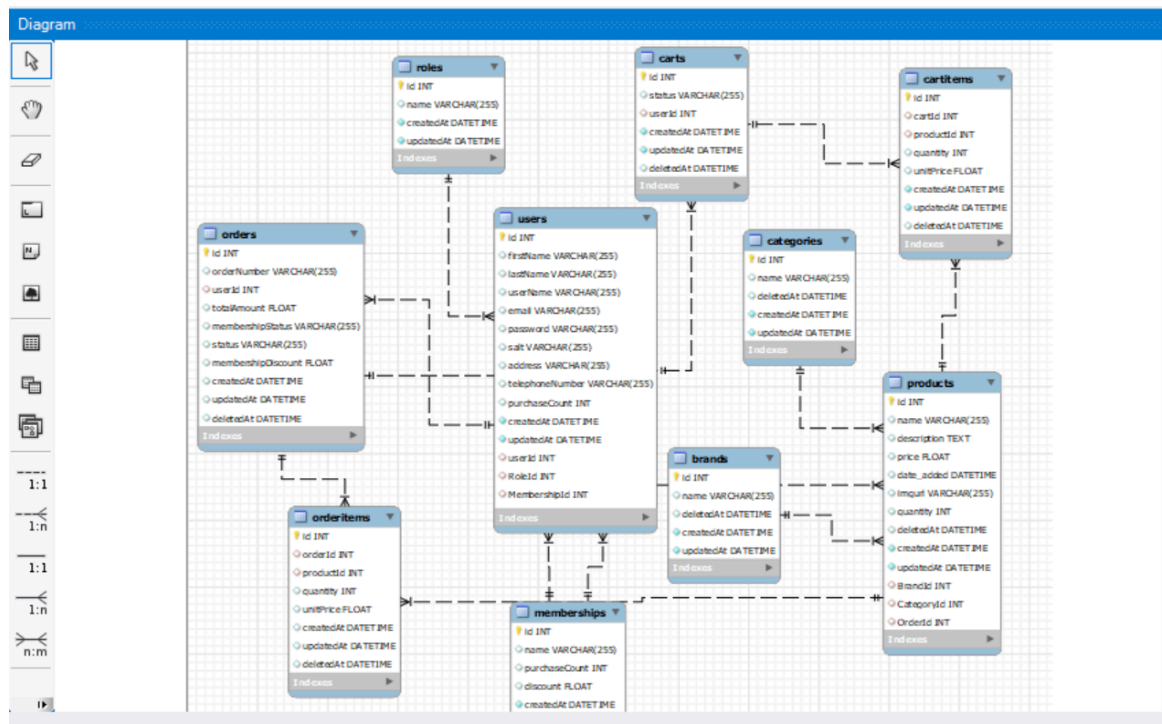 Diagram
1:1
1:n
1:1
1:n
n:m
roles
id INT
name VARCHAR(255)
createdAt DATETIME
updatedAt DATETIME
Indexes
carts
id INT
status VARCHAR(255)
userId INT
createdAt DATETIME
updatedAt DATETIME
deletedAt DATETIME
Indexes
cartitems
id INT
cartId INT
productId INT
quantity INT
unitPrice FLOAT
createdAt DATETIME
updatedAt DATETIME
deletedAt DATETIME
Indexes
orders
id INT
orderNumber VARCHAR(255)
userId INT
totalAmount FLOAT
membershipStatus VARCHAR(255)
status VARCHAR(255)
membershipDiscount FLOAT
createdAt DATETIME
updatedAt DATETIME
deletedAt DATETIME
Indexes
users
id INT
firstName VARCHAR(255)
lastName VARCHAR(255)
userName VARCHAR(255)
email VARCHAR(255)
password VARCHAR(255)
salt VARCHAR(255)
address VARCHAR(255)
telephoneNumber VARCHAR(255)
purchaseCount INT
createdAt DATETIME
updatedAt DATETIME
userId INT
RoleId INT
MembershipId INT
Indexes
categories
id INT
name VARCHAR(255)
deletedAt DATETIME
createdAt DATETIME
updatedAt DATETIME
Indexes
products
id INT
name VARCHAR(255)
description TEXT
price FLOAT
date_added DATETIME
imgurl VARCHAR(255)
quantity INT
deletedAt DATETIME
createdAt DATETIME
updatedAt DATETIME
BrandId INT
CategoryId INT
OrderId INT
Indexes
brands
id INT
name VARCHAR(255)
deletedAt DATETIME
createdAt DATETIME
updatedAt DATETIME
Indexes
orderitems
id INT
orderId INT
productId INT
quantity INT
unitPrice FLOAT
createdAt DATETIME
updatedAt DATETIME
deletedAt DATETIME
Indexes
memberships
id INT
name VARCHAR(255)
purchaseCount INT
discount FLOAT
createdAt DATETIME